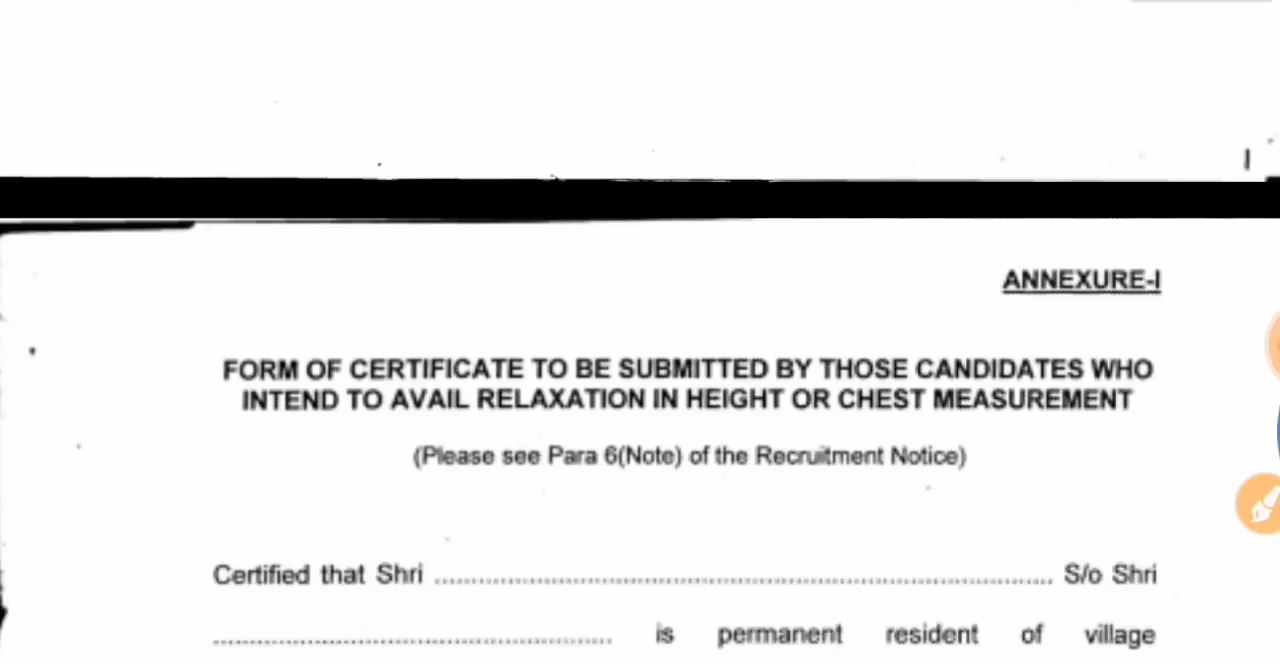 ANNEXURE-I
FORM OF CERTIFICATE TO BE SUBMITTED BY THOSE CANDIDATES WHO
INTEND TO AVAIL RELAXATION IN HEIGHT OR CHEST MEASUREMENT
(Please see Para 6(Note) of the Recruitment Notice)
Certified that Shri ........................................................................................ S/o Shri
......................................................... is permanent resident of village